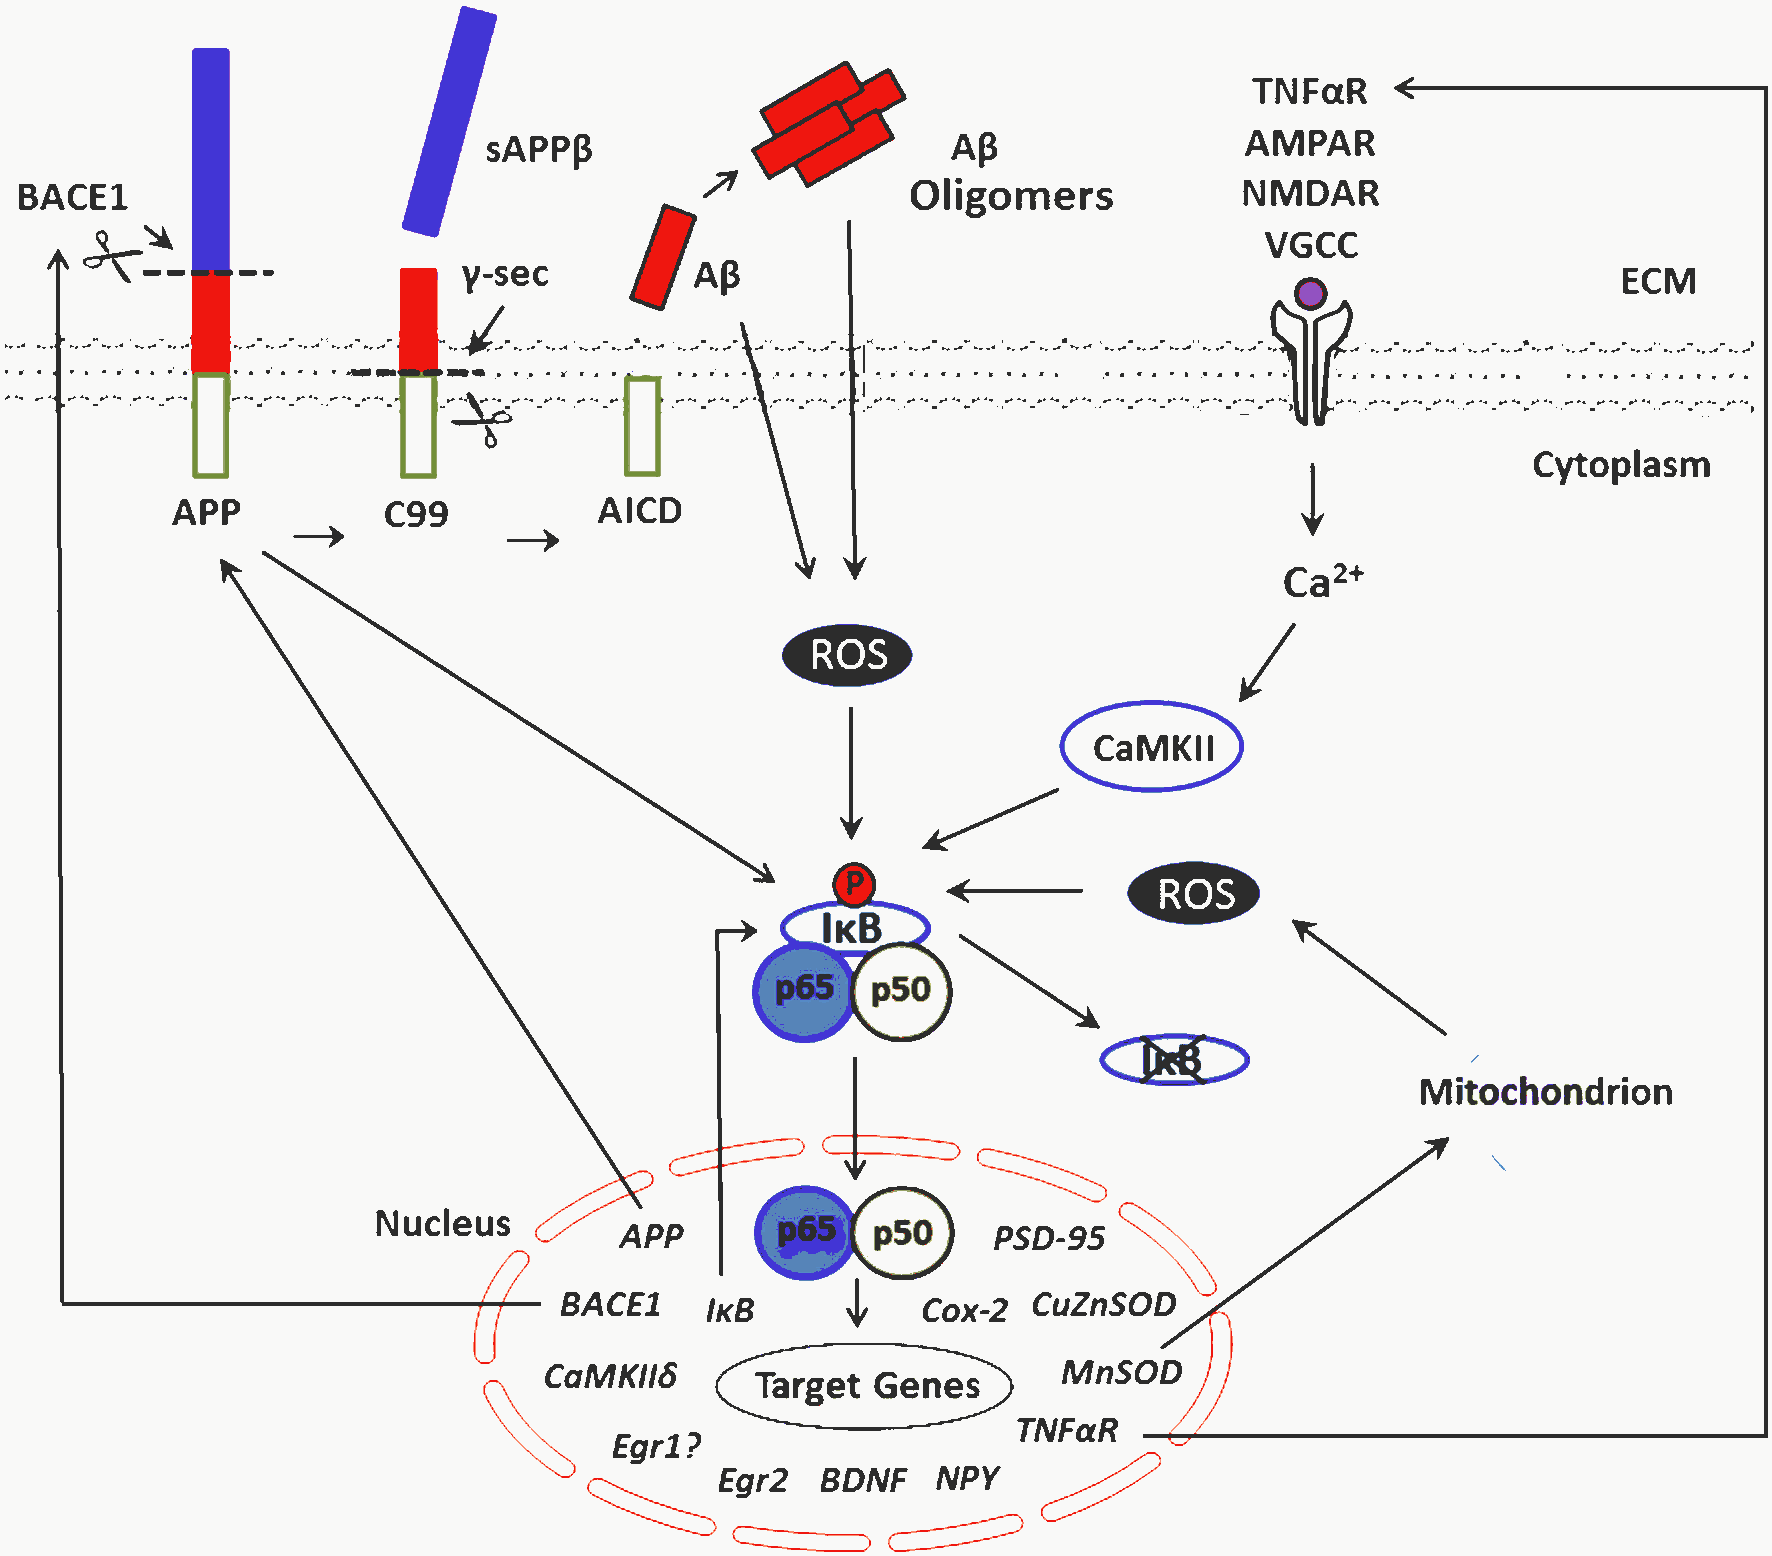 TNFαR
AMPAR
NMDAR
VGCC
sAPPβ
Aβ
Oligomers
BACE1
γ-sec
Aβ
ECM
Cytoplasm
APP
C99
AICD
Ca²⁺
ROS
CaMKII
P
IκB
p65
p50
ROS
IκB
Mitochondrion
Nucleus
APP
p65
p50
PSD-95
BACE1
IκB
Cox-2
CuZnSOD
CaMKIIδ
Target Genes
MnSOD
TNFαR
Egr1?
Egr2
BDNF
NPY